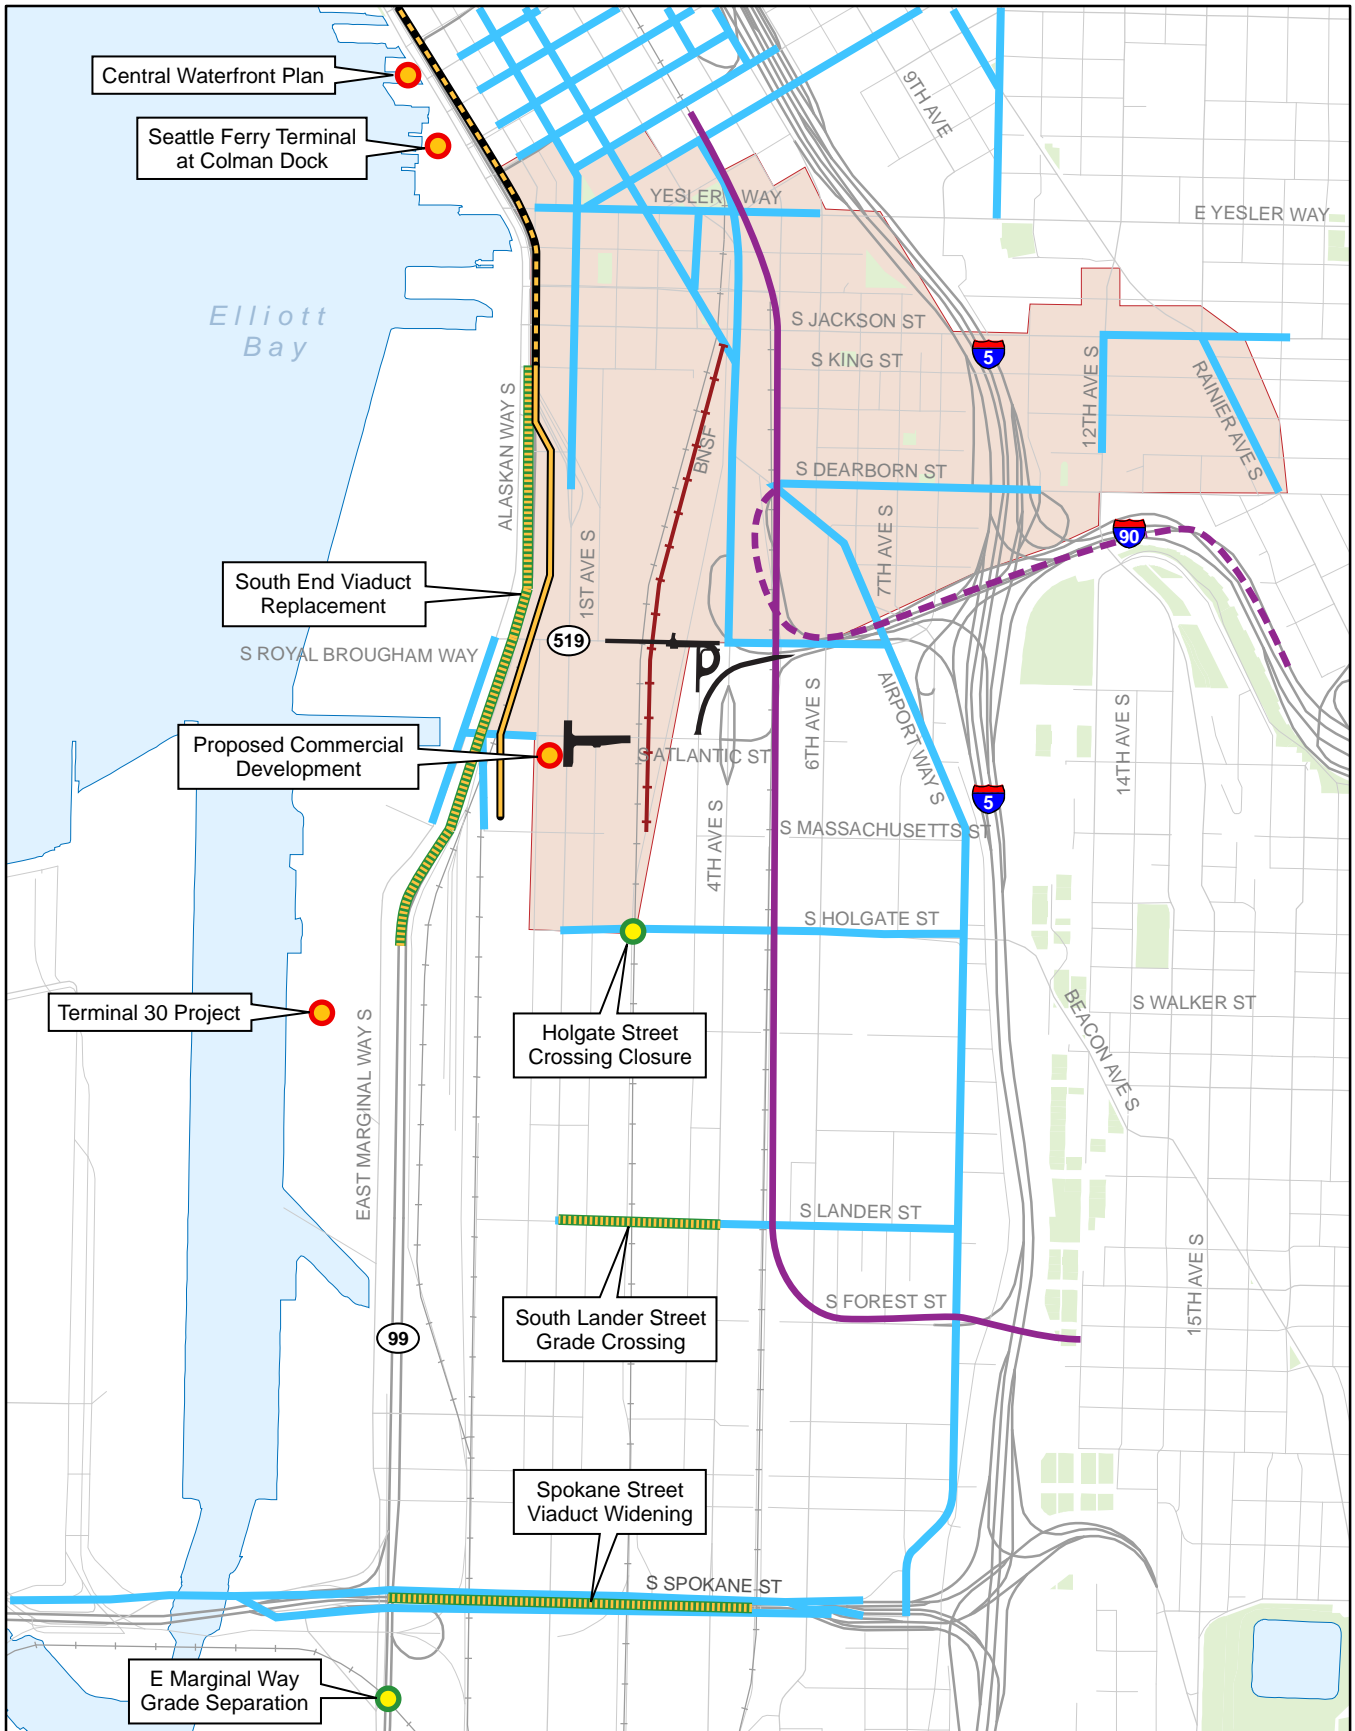 Central Waterfront Plan
9TH AVE
Seattle Ferry Terminal
at Colman Dock
YESLER WAY
E YESLER WAY
Elliott
Bay
S JACKSON ST
S KING ST
5
12TH AVE S
RAINIER AVE S
ALASKAN WAY S
BNSF
S DEARBORN ST
1ST AVE S
7TH AVE S
90
South End Viaduct
Replacement
519
S ROYAL BROUGHAM WAY
6TH AVE S
AIRPORT WAY S
14TH AVE S
Proposed Commercial
Development
S ATLANTIC ST
5
4TH AVE S
S MASSACHUSETTS ST
S HOLGATE ST
Terminal 30 Project
Holgate Street
Crossing Closure
S WALKER ST
BEACON AVE S
EAST MARGINAL WAY S
S LANDER ST
15TH AVE S
South Lander Street
Grade Crossing
S FOREST ST
99
Spokane Street
Viaduct Widening
S SPOKANE ST
E Marginal Way
Grade Separation